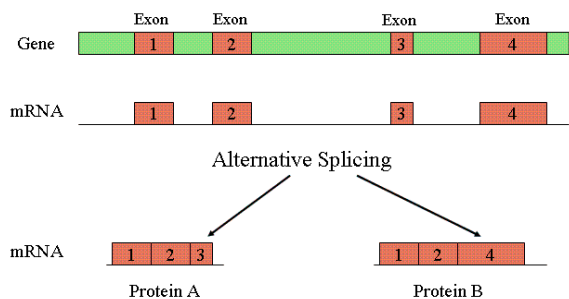 Exon Exon Exon Exon
Gene 1 2 3 4
mRNA 1 2 3 4
Alternative Splicing
mRNA 1 2 3 1 2 4
Protein A Protein B